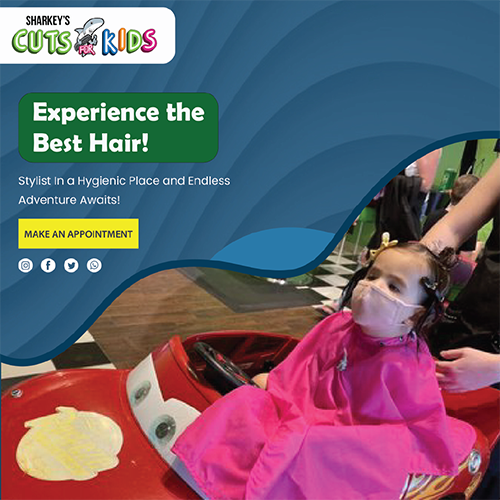 SHARKEY'S
CUTS FOR KIDS
Experience the
Best Hair!
Stylist In a Hygienic Place and Endless
Adventure Awaits!
MAKE AN APPOINTMENT